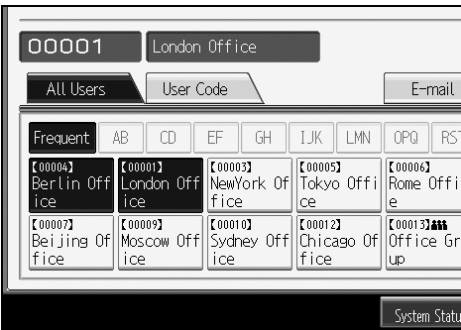 00001 London Office
All Users User Code E-mail
Frequent AB CD EF GH IJK LMN OPQ RST
【00004】 【00001】 【00003】 【00005】 【00006】
Berlin Off London Off NewYork Of Tokyo Offi Rome Offi
ice ice fice ce e
【00007】 【00009】 【00010】 【00012】 【00013】
Beijing Of Moscow Off Sydney Off Chicago Of Office Gr
fice ice ice fice up
System Statu